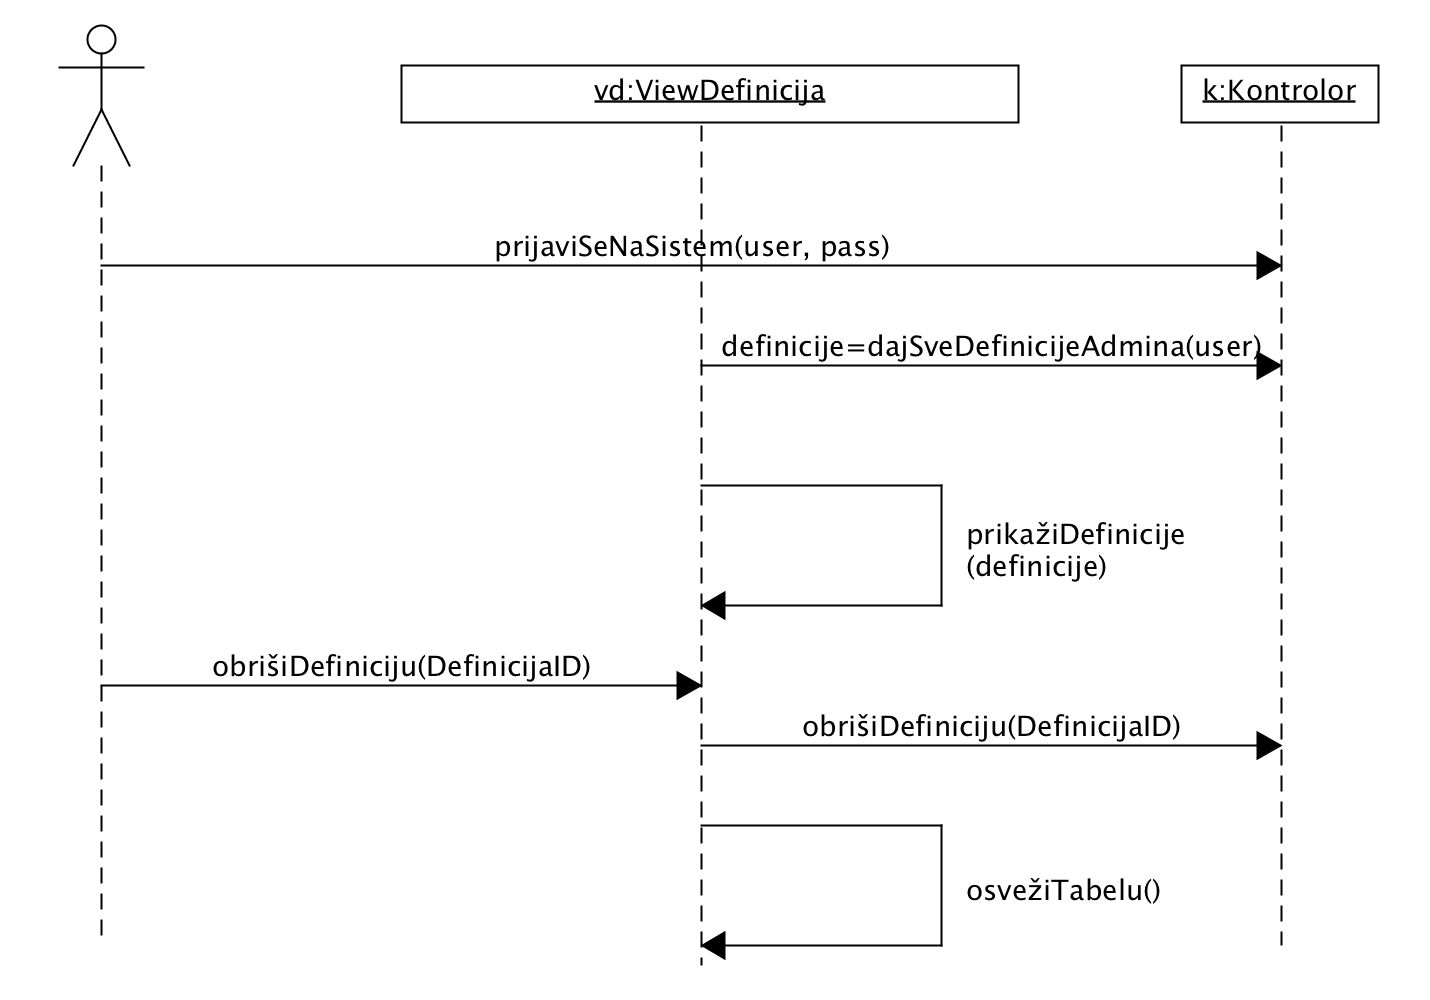 vd:ViewDefinicija
k:Kontrolor
prijaviSeNaSistem(user, pass)
definicije=dajSveDefinicijeAdmina(user)
prikažiDefinicije
(definicije)
obrišiDefiniciju(DefinicijaID)
obrišiDefiniciju(DefinicijaID)
osvežiTabelu()